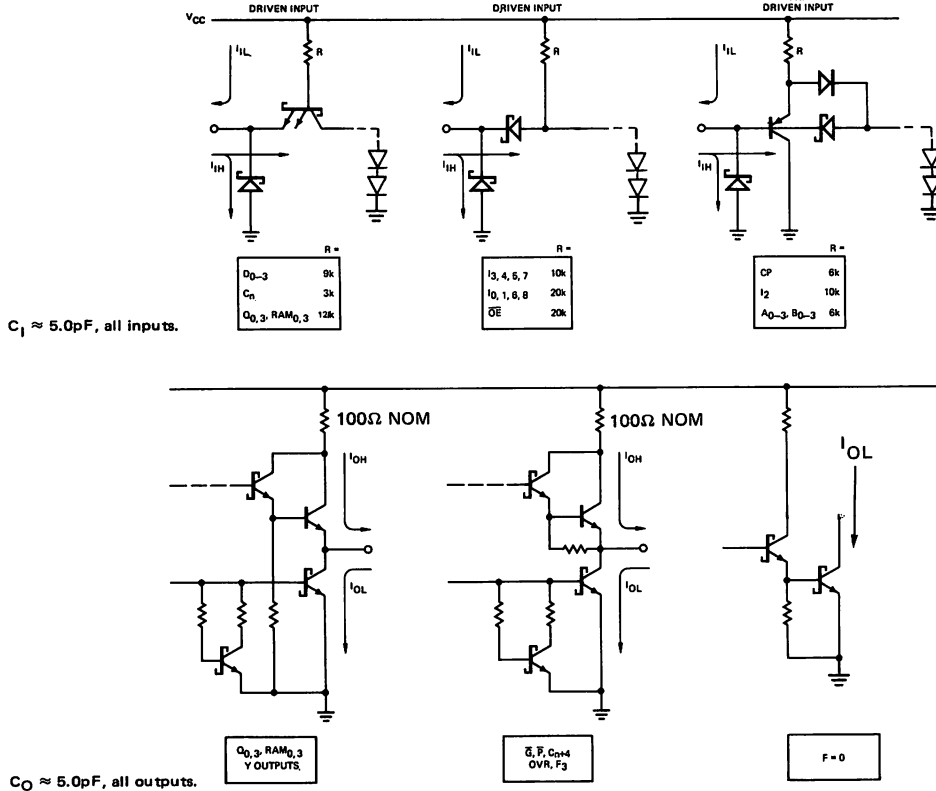 DRIVEN INPUT
DRIVEN INPUT
DRIVEN INPUT
VCC
IIL
R
IIL
R
IIL
R
IIH
IIH
IIH
R =
D0–3 9k
Cn 3k
Q0,3, RAM0,3 12k
R =
I3, 4, 5, 7 10k
I0, 1, 6, 8 20k
OE 20k
R =
CP 6k
I2 10k
A0–3, B0–3 6k
CI ≈ 5.0pF, all inputs.
100Ω NOM
100Ω NOM
IOH
IOH
IOL
IOL
IOL
Q0,3, RAM0,3
Y OUTPUTS
G, P, Cn+4
OVR, F3
F = 0
CO ≈ 5.0pF, all outputs.